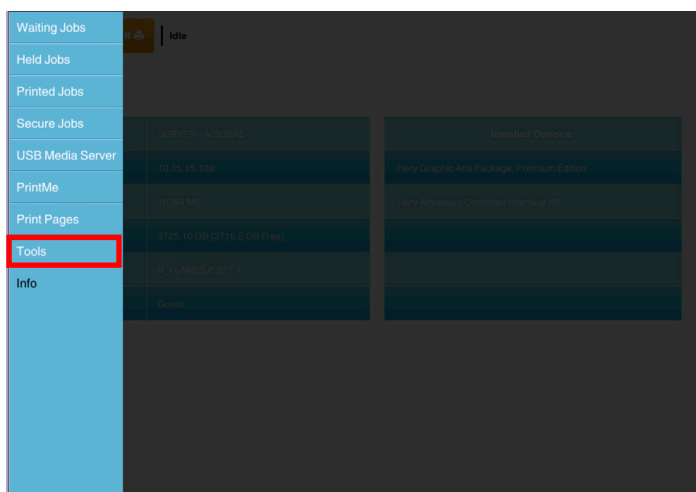 Waiting Jobs
Held Jobs
Printed Jobs
Secure Jobs
USB Media Server
PrintMe
Print Pages
Tools
Info
Idle
10.15.15.109
3725.10 GB (3716.5 GB Free)
Guest
Installed Options:
Fiery Graphic Arts Package, Premium Edition